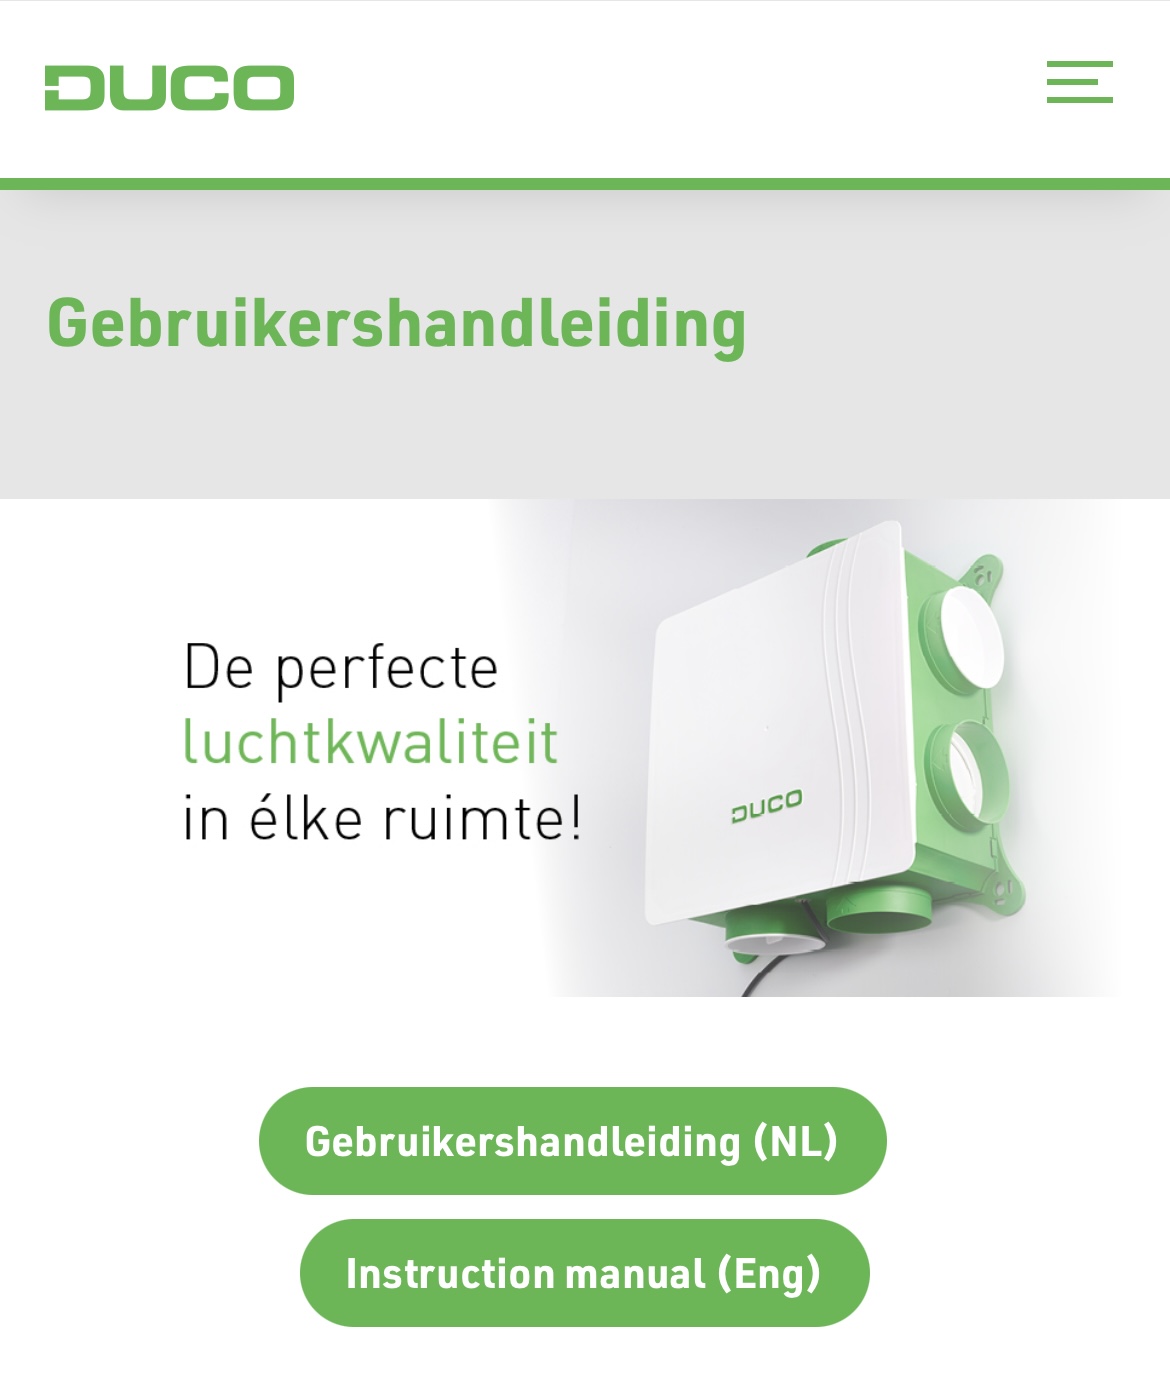 DUCO
Gebruikershandleiding
De perfecte
luchtkwaliteit
in élke ruimte!
DUCO
Gebruikershandleiding (NL)
Instruction manual (Eng)